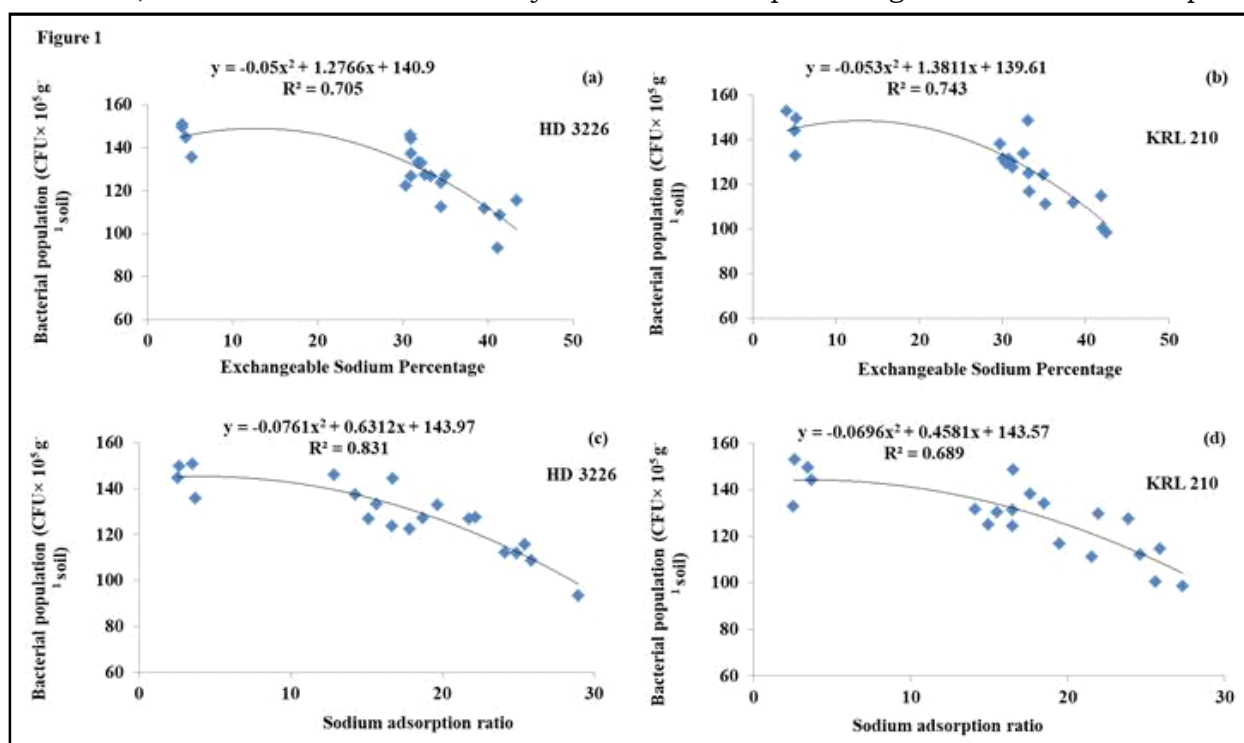 Figure 1
y = -0.05x² + 1.2766x + 140.9
R² = 0.705
(a)
HD 3226
160
140
120
100
80
60
0 10 20 30 40 50
Bacterial population (CFU× 10⁵ g⁻
¹ soil)
Exchangeable Sodium Percentage
y = -0.053x² + 1.3811x + 139.61
R² = 0.743
(b)
KRL 210
160
140
120
100
80
60
0 10 20 30 40 50
Bacterial population (CFU× 10⁵ g⁻
¹ soil)
Exchangeable Sodium Percentage
y = -0.0761x² + 0.6312x + 143.97
R² = 0.831
(c)
HD 3226
160
140
120
100
80
60
0 10 20 30
Bacterial population (CFU× 10⁵ g⁻
¹ soil)
Sodium adsorption ratio
y = -0.0696x² + 0.4581x + 143.57
R² = 0.689
(d)
KRL 210
160
140
120
100
80
60
0 10 20 30
Bacterial population (CFU× 10⁵ g⁻
¹ soil)
Sodium adsorption ratio